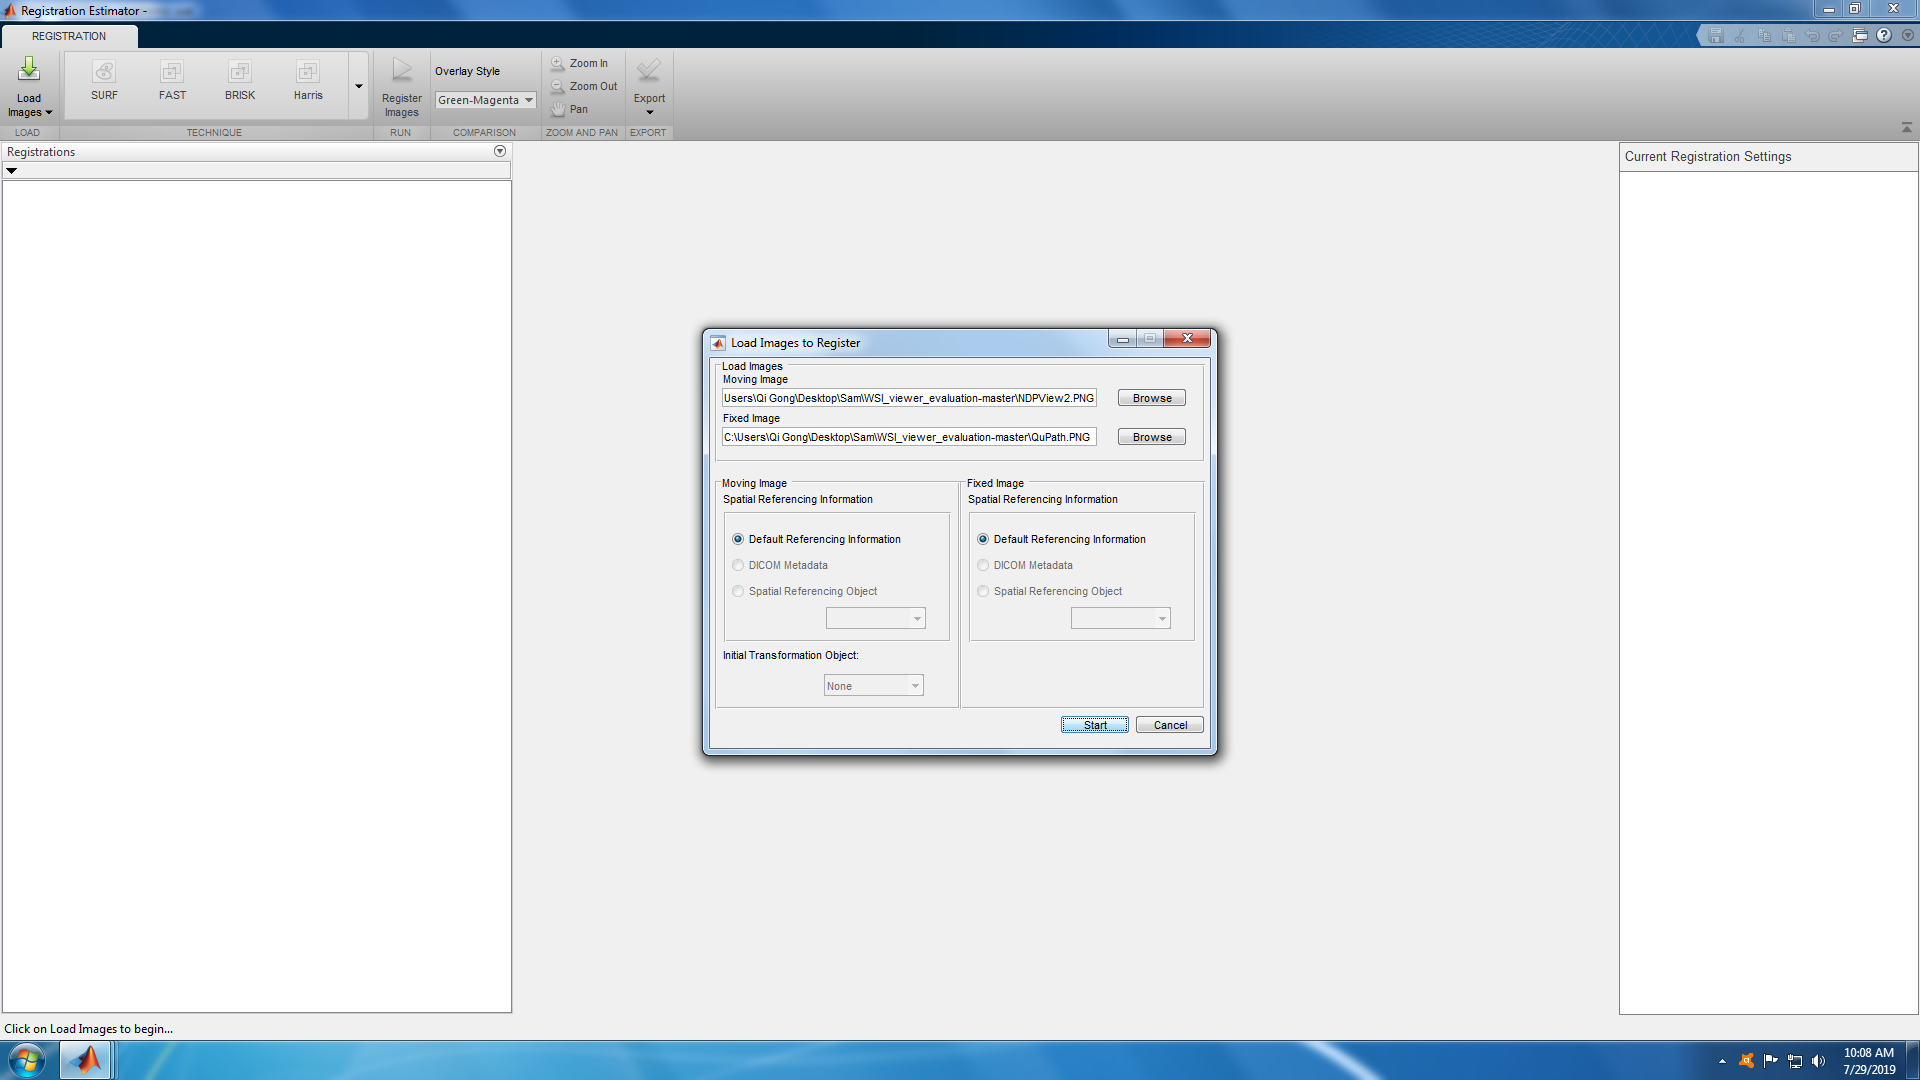 Registration Estimator -
REGISTRATION
Load
Images
SURF
FAST
BRISK
Harris
Register
Images
Overlay Style
Green-Magenta
Zoom In
Zoom Out
Pan
Export
LOAD
TECHNIQUE
RUN
COMPARISON
ZOOM AND PAN
EXPORT
Registrations
Current Registration Settings
Load Images to Register
Load Images
Moving Image
Users\Qi Gong\Desktop\Sam\WSI_viewer_evaluation-master\NDPView2.PNG
Browse
Fixed Image
C:\Users\Qi Gong\Desktop\Sam\WSI_viewer_evaluation-master\QuPath.PNG
Browse
Moving Image
Spatial Referencing Information
Default Referencing Information
DICOM Metadata
Spatial Referencing Object
Initial Transformation Object:
None
Fixed Image
Spatial Referencing Information
Default Referencing Information
DICOM Metadata
Spatial Referencing Object
Start
Cancel
Click on Load Images to begin...
10:08 AM
7/29/2019